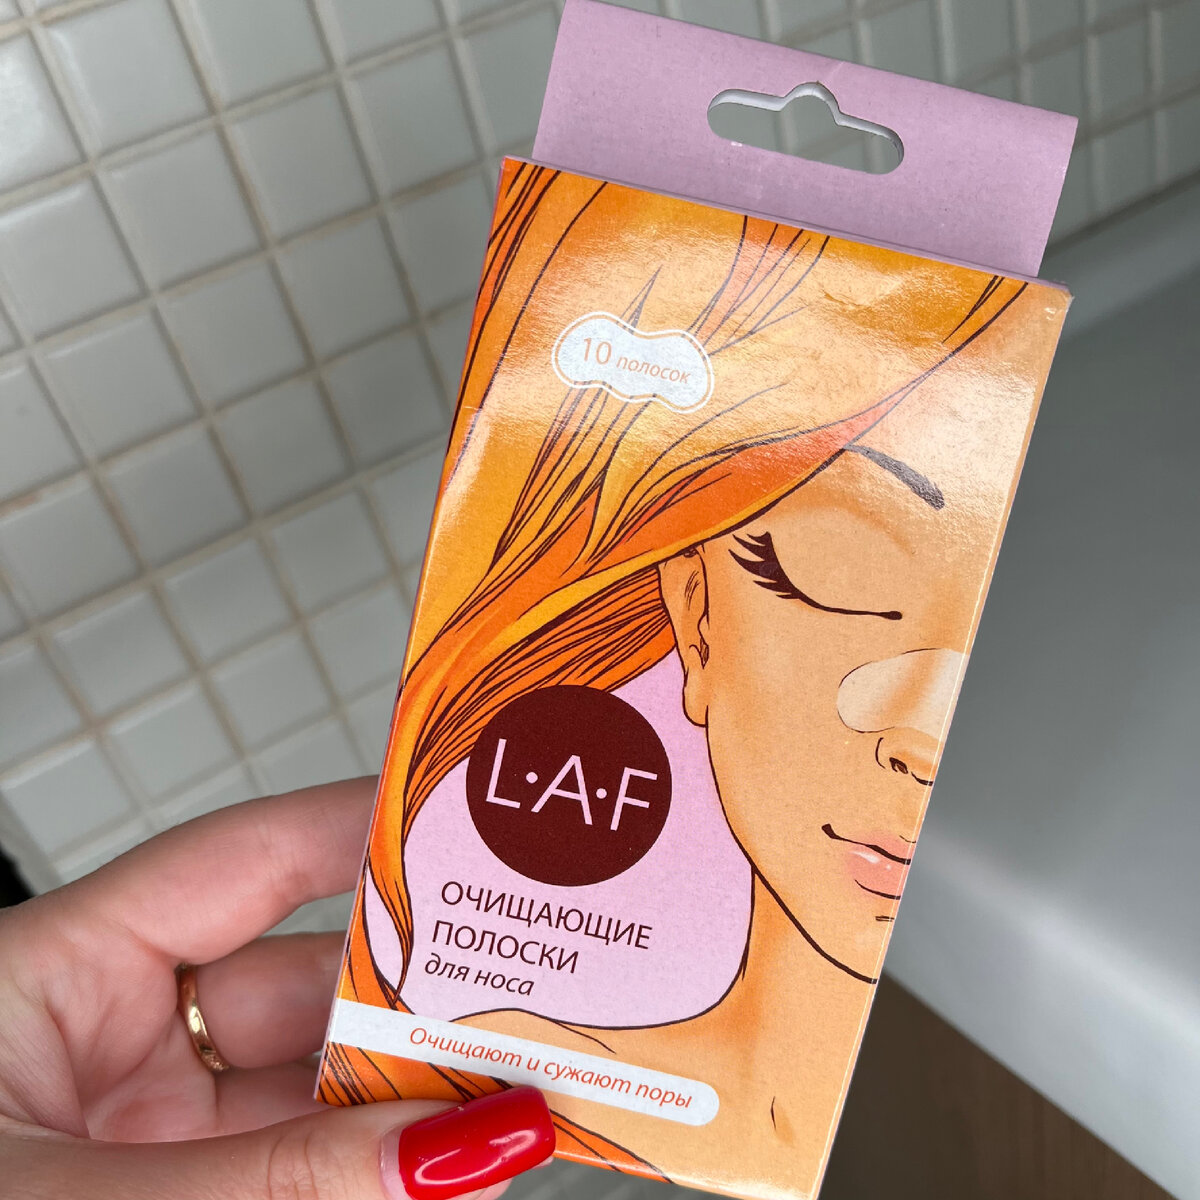 10 полосок
L·A·F
ОЧИЩАЮЩИЕ
ПОЛОСКИ
для носа
Очищают и сужают поры